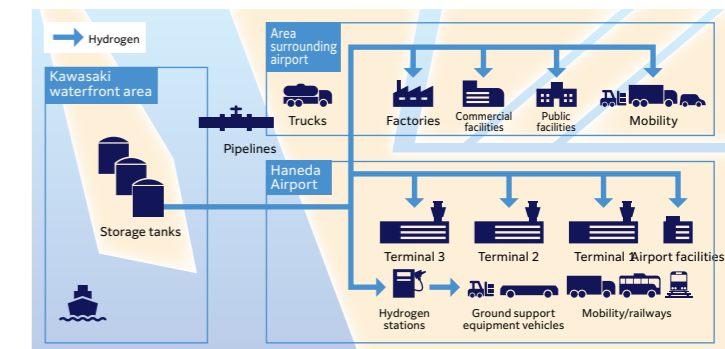 Hydrogen
Kawasaki
waterfront area
Storage tanks
Pipelines
Area
surrounding
airport
Trucks
Factories
Commercial
facilities
Public
facilities
Mobility
Haneda
Airport
Terminal 3
Terminal 2
Terminal 1
Airport facilities
Hydrogen
stations
Ground support
equipment vehicles
Mobility/railways